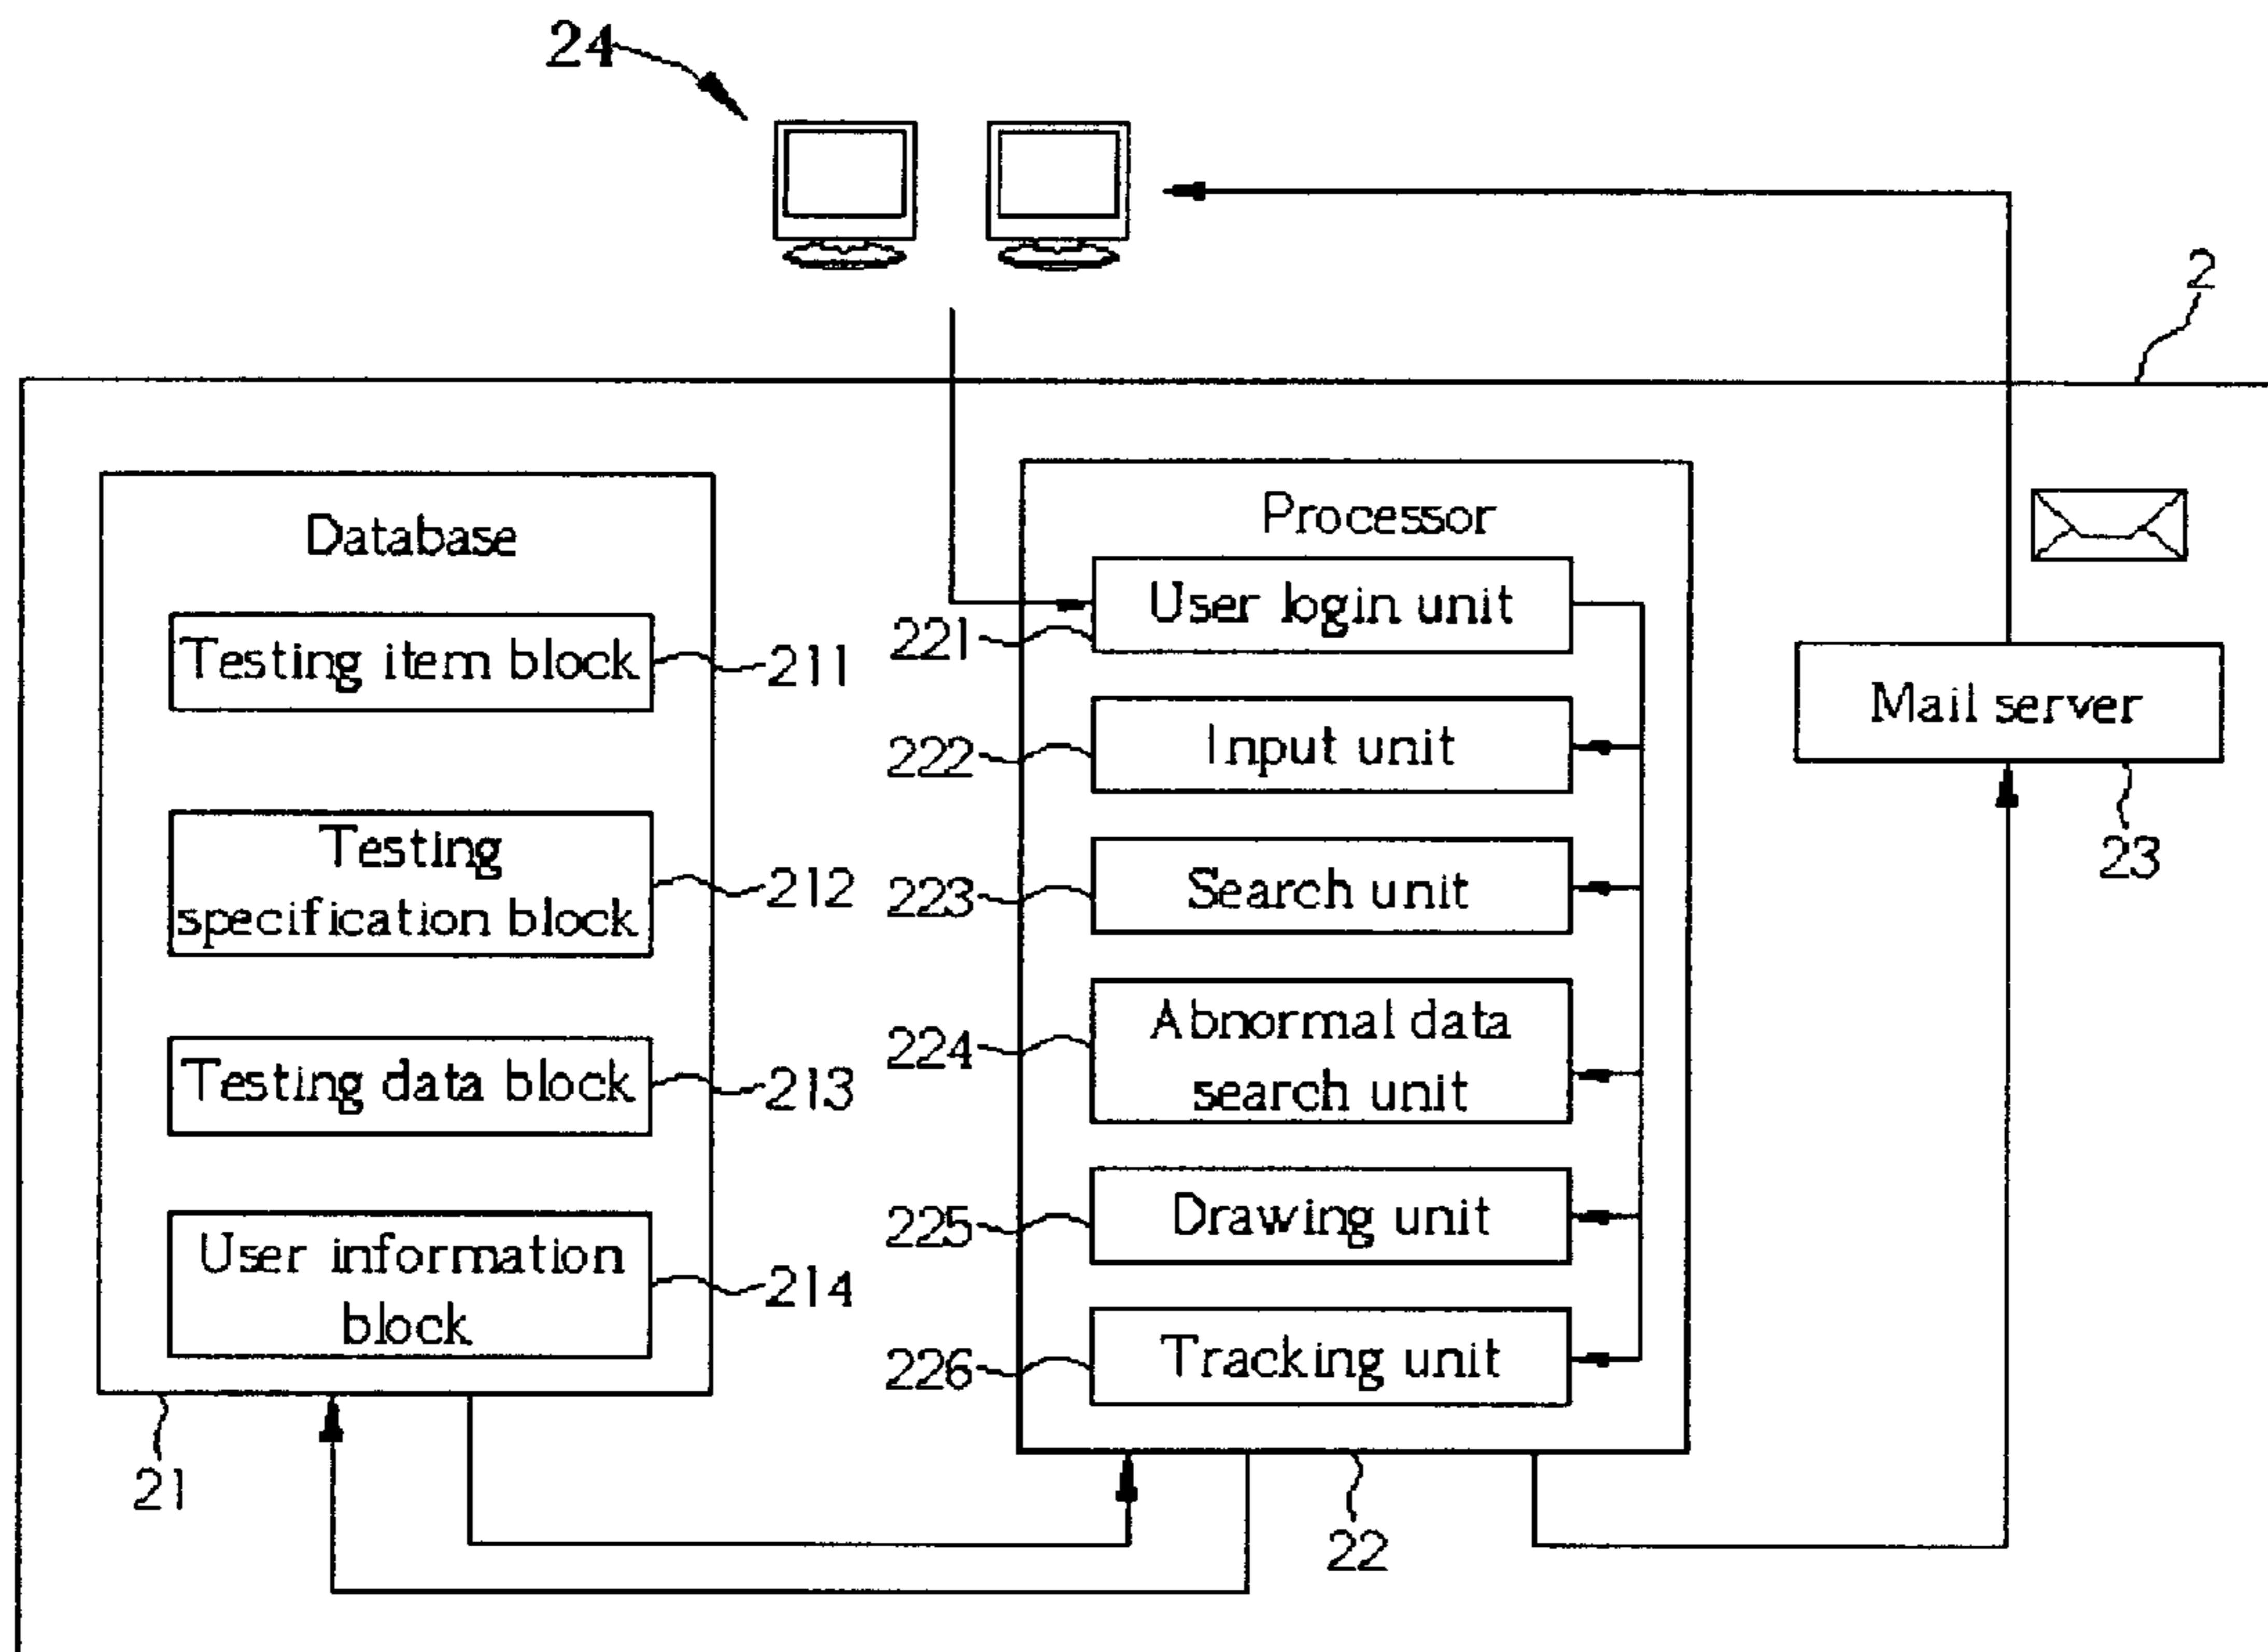 24
2
Database
Testing item block
211
Testing
specification block
212
Testing data block
213
User information
block
214
21
Processor
User login unit
221
Input unit
222
Search unit
223
Abnormal data
search unit
224
Drawing unit
225
Tracking unit
226
22
Mail server
23